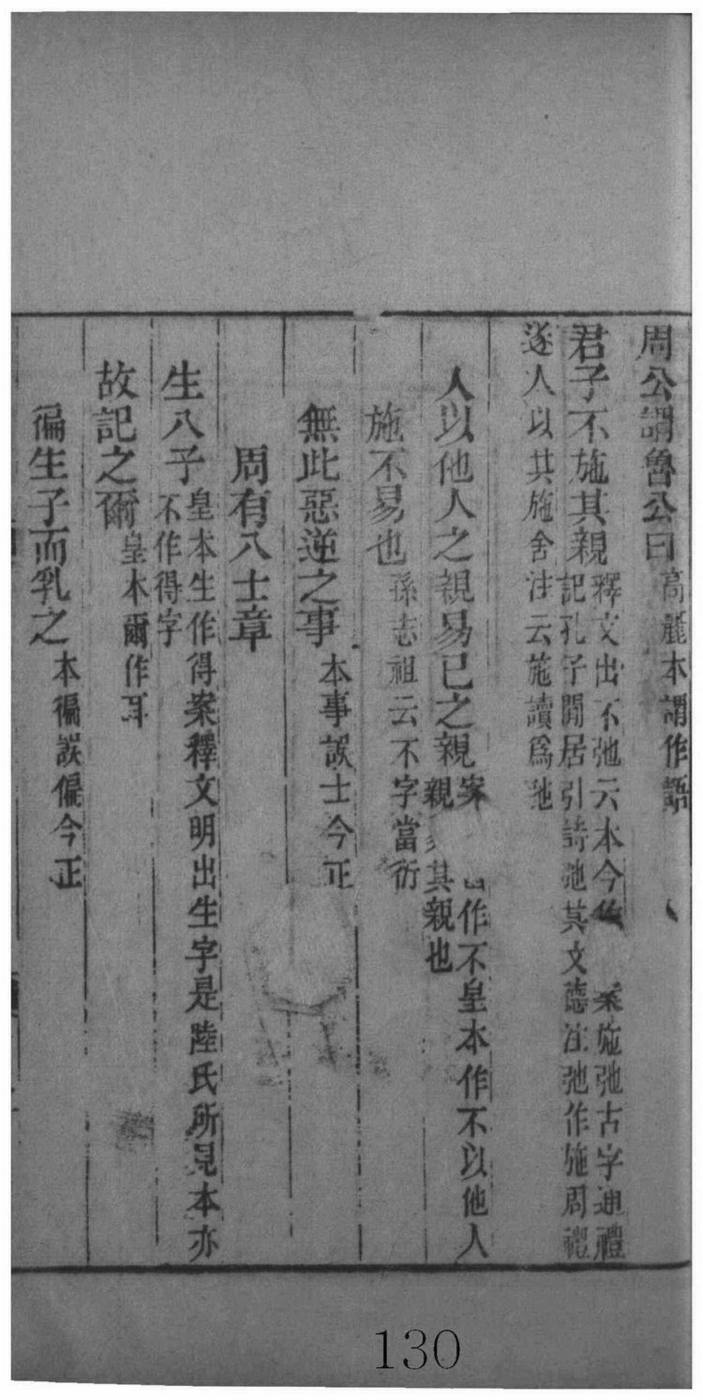 周公謂魯公曰高麗本謂作語
君子不施其親釋文出不弛云本今作 案施弛古字通禮
記孔子閒居引詩弛其文德注弛作施周禮
遂人以其施舍注云施讀爲弛
人以他人之親易已之親案 作不皇本作不以他人
親 其親也
施不易也孫志祖云不字當衍
無此惡逆之事本事誤士今正
周有八士章
生八子皇本生作得案釋文明出生字是陸氏所見本亦
不作得字
故記之爾皇本爾作耳
徧生子而乳之本徧誤偏今正
130